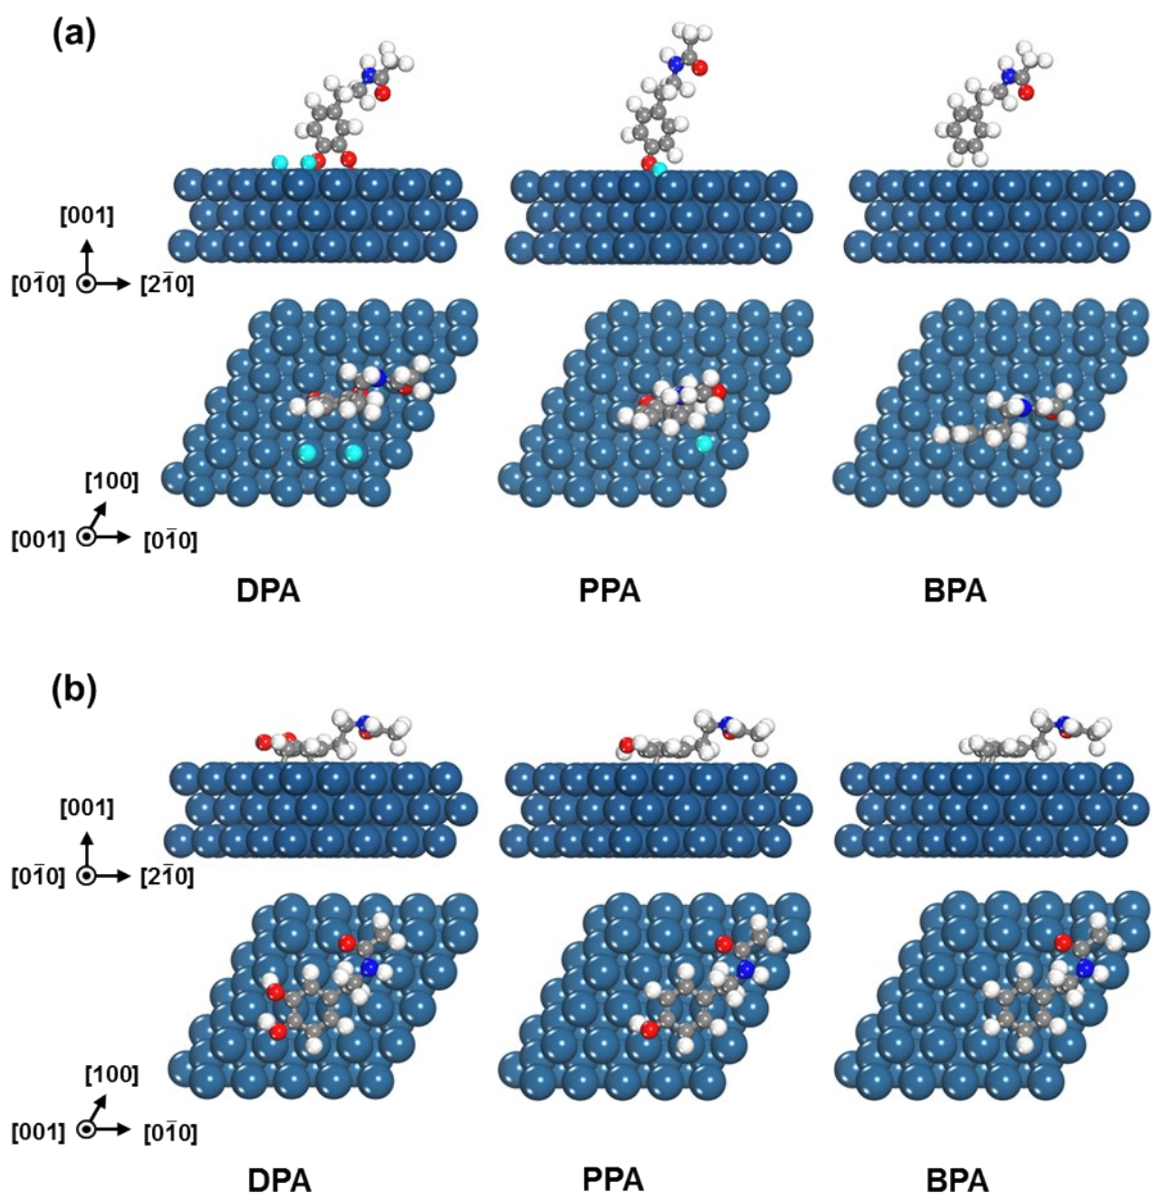 (a)
[001]
[01̅0] [21̅0]
[100]
[001] [01̅0]
DPA PPA BPA
(b)
[001]
[01̅0] [21̅0]
[100]
[001] [01̅0]
DPA PPA BPA